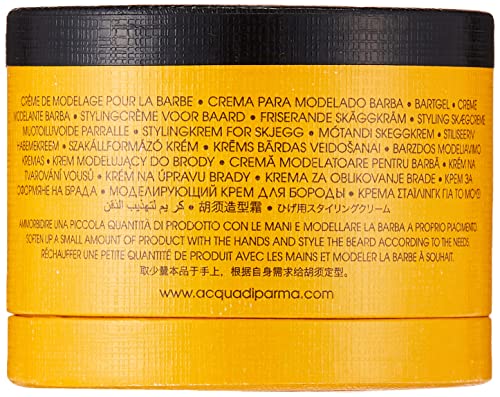 CRÈME DE MODELAGE POUR LA BARBE • CREMA PARA MODELADO BARBA • BARTGEL • CREME
MODELANTE BARBA • STYLINGCRÈME VOOR BAARD • FRISERANDE SKÄGGKRÄM • STYLING SKÆGCREME
MUOTOILUVOIDE PARRALLE • STYLINGKREM FOR SKJEGG • MÓTANDI SKEGGKREM • STILISEERIV
HABEMEKREEM • SZAKÁLLFORMÁZÓ KRÉM • KRĒMS BĀRDAS VEIDOŠANAI • BARZDOS MODELIAVIMO
KREMAS • KREM MODELUJĄCY DO BRODY • CREMĂ MODELATOARE PENTRU BARBĂ • KRÉM NA
TVAROVÁNÍ VOUSŮ • KRÉM NA ÚPRAVU BRADY • KREMA ZA OBLIKOVANJE BRADE • КРЕМ ЗА
ОФОРМЯНЕ НА БРАДА • МОДЕЛИРУЮЩИЙ КРЕМ ДЛЯ БОРОДЫ • ΚΡΕΜΑ ΣΤΑΪΛΙΝΓΚ ΓΙΑ ΤΟ
كريم لتهذيب الذقن • 胡须造型霜 • ひげ用スタイリングクリーム
AMMORBIDIRE UNA PICCOLA QUANTITÀ DI PRODOTTO CON LE MANI E MODELLARE LA BARBA A PROPRIO PIACIMENTO.
SOFTEN UP A SMALL AMOUNT OF PRODUCT WITH THE HANDS AND STYLE THE BEARD ACCORDING TO THE NEEDS.
RÉCHAUFFER UNE PETITE QUANTITÉ DE PRODUIT AVEC LES MAINS ET MODELER LA BARBE À SOUHAIT.
取少量本品于手上，根据自身需求给胡须定型。
www.acquadiparma.com